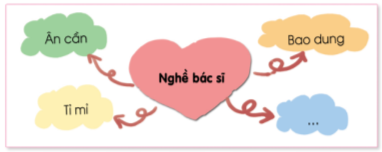 Ân cần
Bao dung
Nghề bác sĩ
Tỉ mỉ
...